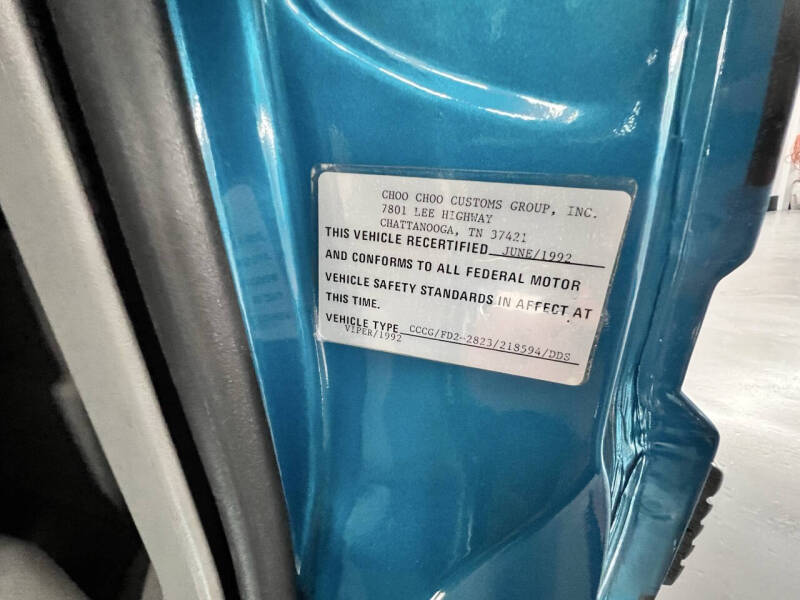 CHOO CHOO CUSTOMS GROUP, INC.
7801 LEE HIGHWAY
CHATTANOOGA, TN 37421
THIS VEHICLE RECERTIFIED JUNE/1992
AND CONFORMS TO ALL FEDERAL MOTOR
VEHICLE SAFETY STANDARDS IN AFFECT AT
THIS TIME.
VEHICLE TYPE CCCG/FD2-2823/218594/DDS
VIPER/1992